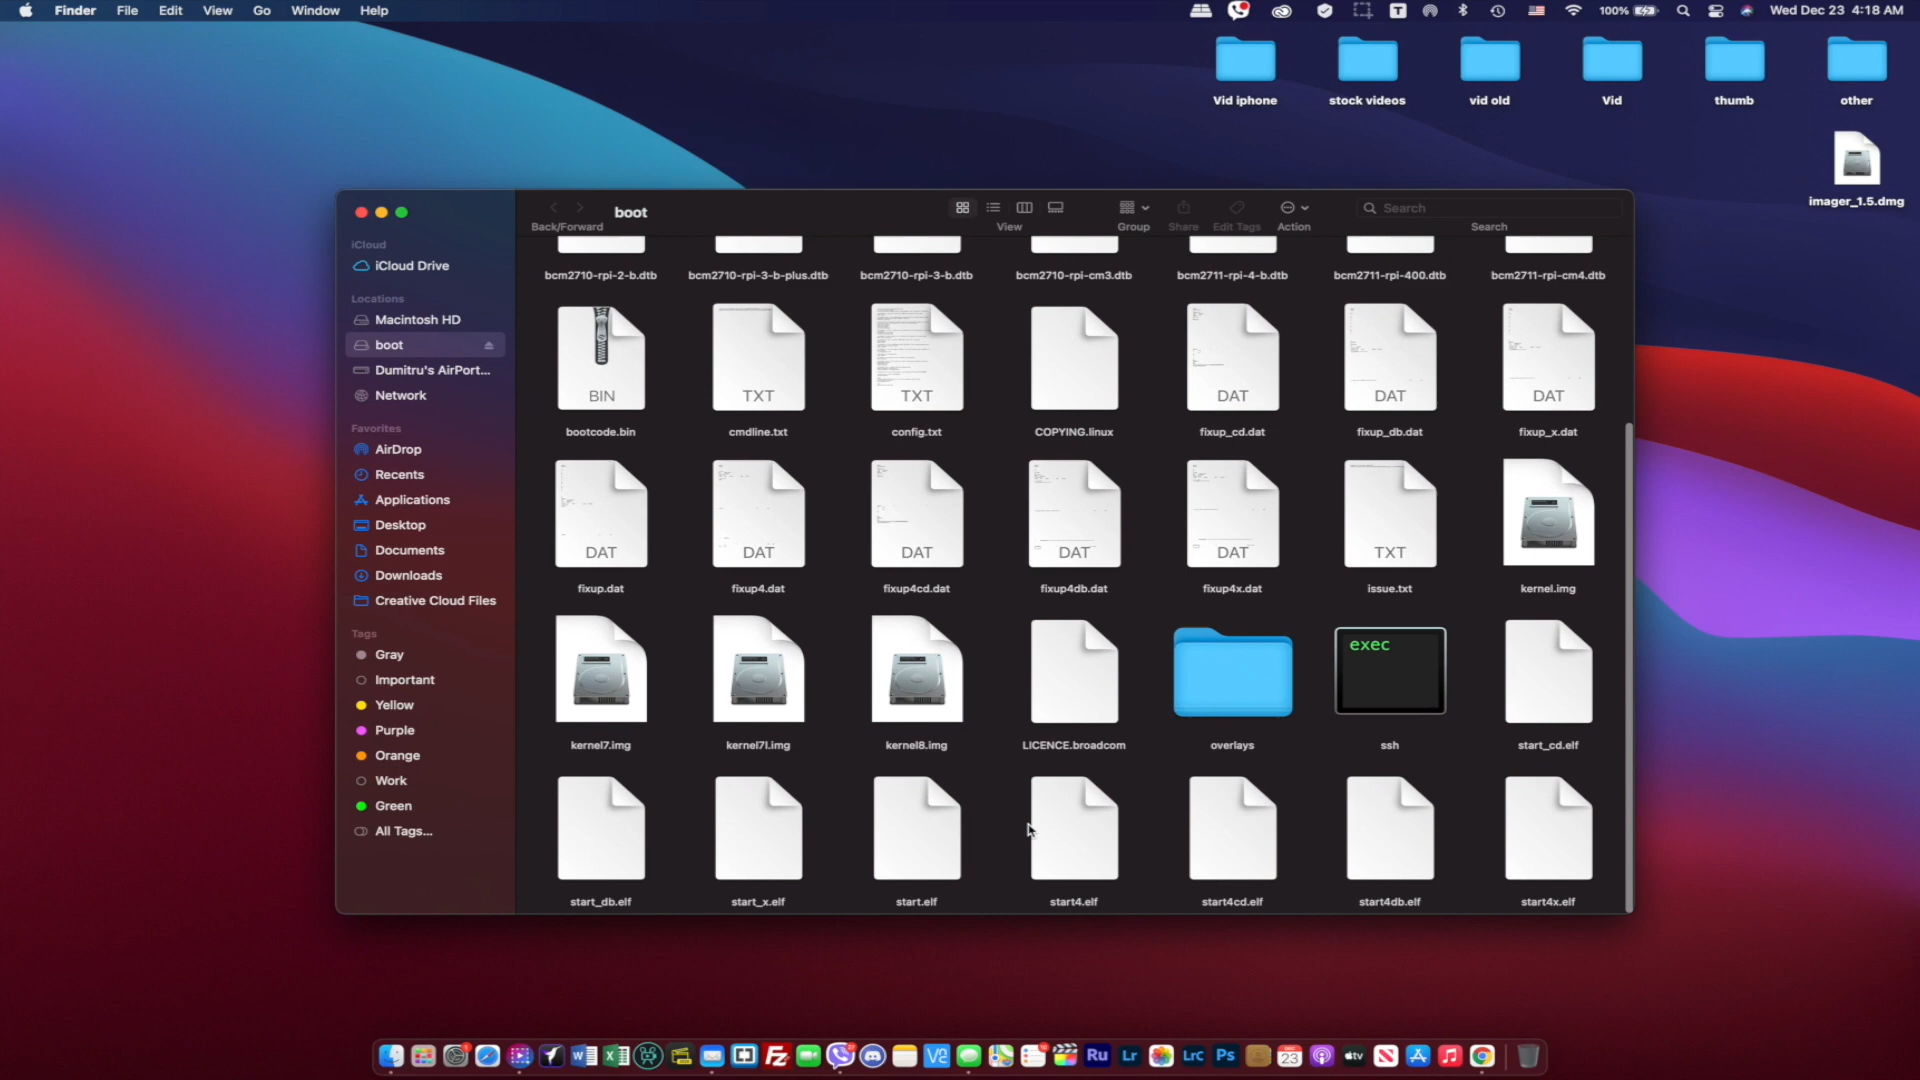 Finder File Edit View Go Window Help 100% Wed Dec 23 4:18 AM
Vid iphone stock videos vid old Vid thumb other
imager_1.5.dmg
boot
Search
Back/Forward View Group Share Edit Tags Action Search
iCloud
iCloud Drive
Locations
Macintosh HD
boot
Dumitru's AirPort...
Network
Favorites
AirDrop
Recents
Applications
Desktop
Documents
Downloads
Creative Cloud Files
Tags
Gray
Important
Yellow
Purple
Orange
Work
Green
All Tags...
bcm2710-rpi-2-b.dtb bcm2710-rpi-3-b-plus.dtb bcm2710-rpi-3-b.dtb bcm2710-rpi-cm3.dtb bcm2711-rpi-4-b.dtb bcm2711-rpi-400.dtb bcm2711-rpi-cm4.dtb
BIN TXT TXT DAT DAT DAT
bootcode.bin cmdline.txt config.txt COPYING.linux fixup_cd.dat fixup_db.dat fixup_x.dat
DAT DAT DAT DAT DAT TXT
fixup.dat fixup4.dat fixup4cd.dat fixup4db.dat fixup4x.dat issue.txt kernel.img
exec
kernel7.img kernel7l.img kernel8.img LICENCE.broadcom overlays ssh start_cd.elf
start_db.elf start_x.elf start.elf start4.elf start4cd.elf start4db.elf start4x.elf
Ru Lr LrC Ps 23 tv